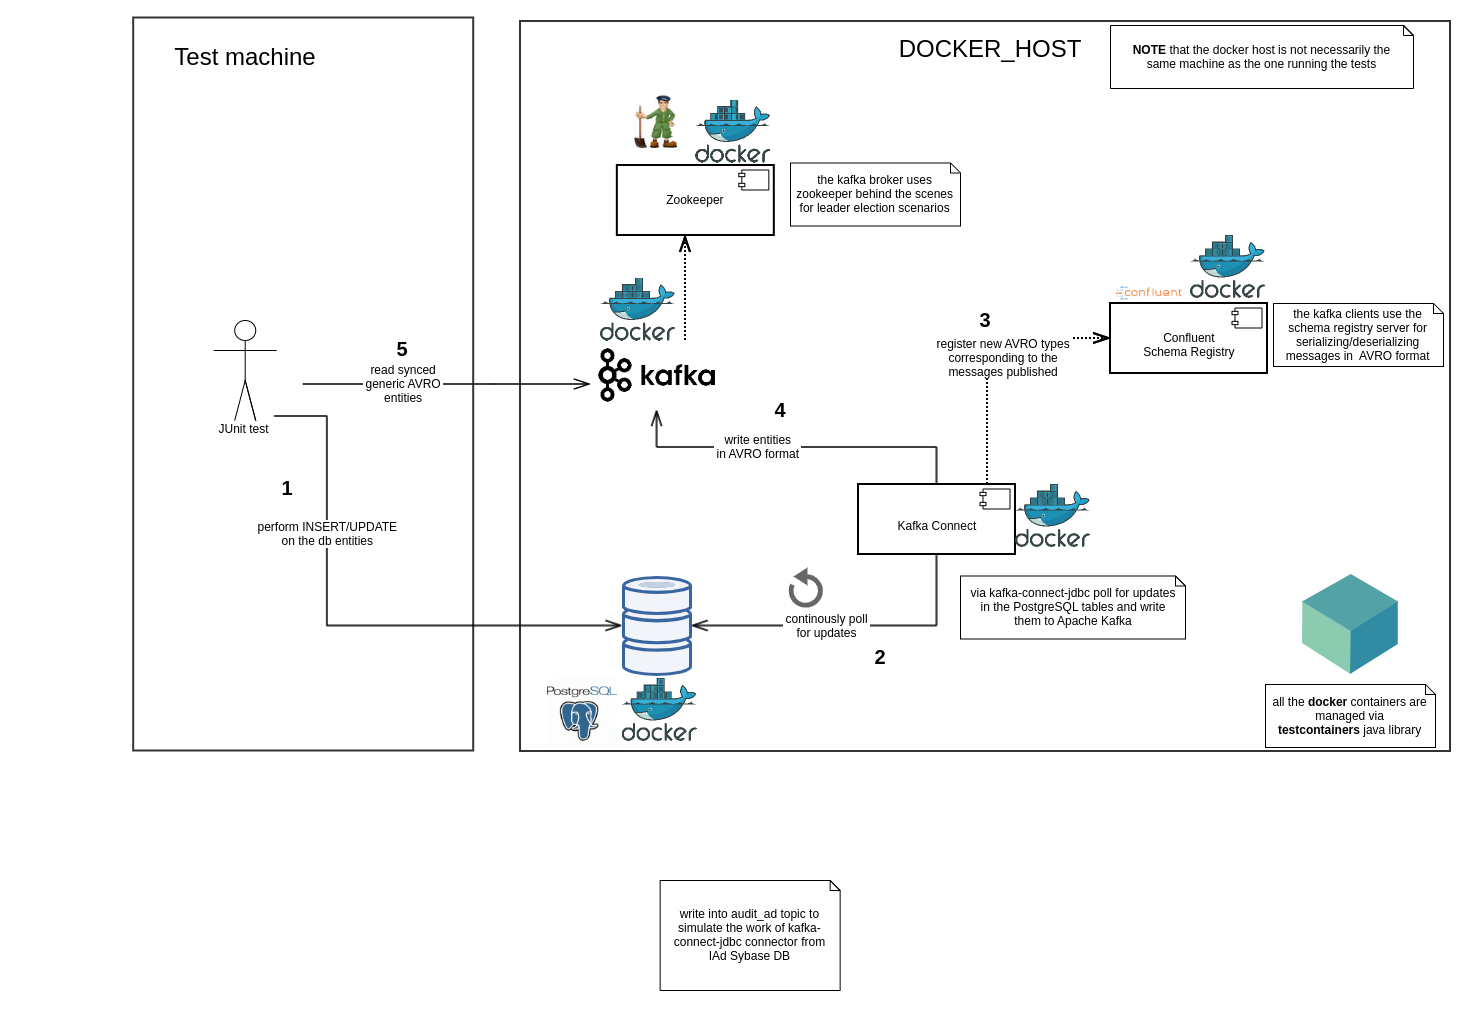 Test machine
DOCKER_HOST
NOTE that the docker host is not necessarily the
same machine as the one running the tests
docker
Zookeeper
the kafka broker uses
zookeeper behind the scenes
for leader election scenarios
docker
kafka
confluent
docker
Confluent
Schema Registry
the kafka clients use the
schema registry server for
serializing/deserializing
messages in AVRO format
3
register new AVRO types
corresponding to the
messages published
5
read synced
generic AVRO
entities
JUnit test
4
write entities
in AVRO format
1
perform INSERT/UPDATE
on the db entities
Kafka Connect
docker
continously poll
for updates
2
via kafka-connect-jdbc poll for updates
in the PostgreSQL tables and write
them to Apache Kafka
PostgreSQL
docker
all the docker containers are
managed via
testcontainers java library
write into audit_ad topic to
simulate the work of kafka-
connect-jdbc connector from
IAd Sybase DB